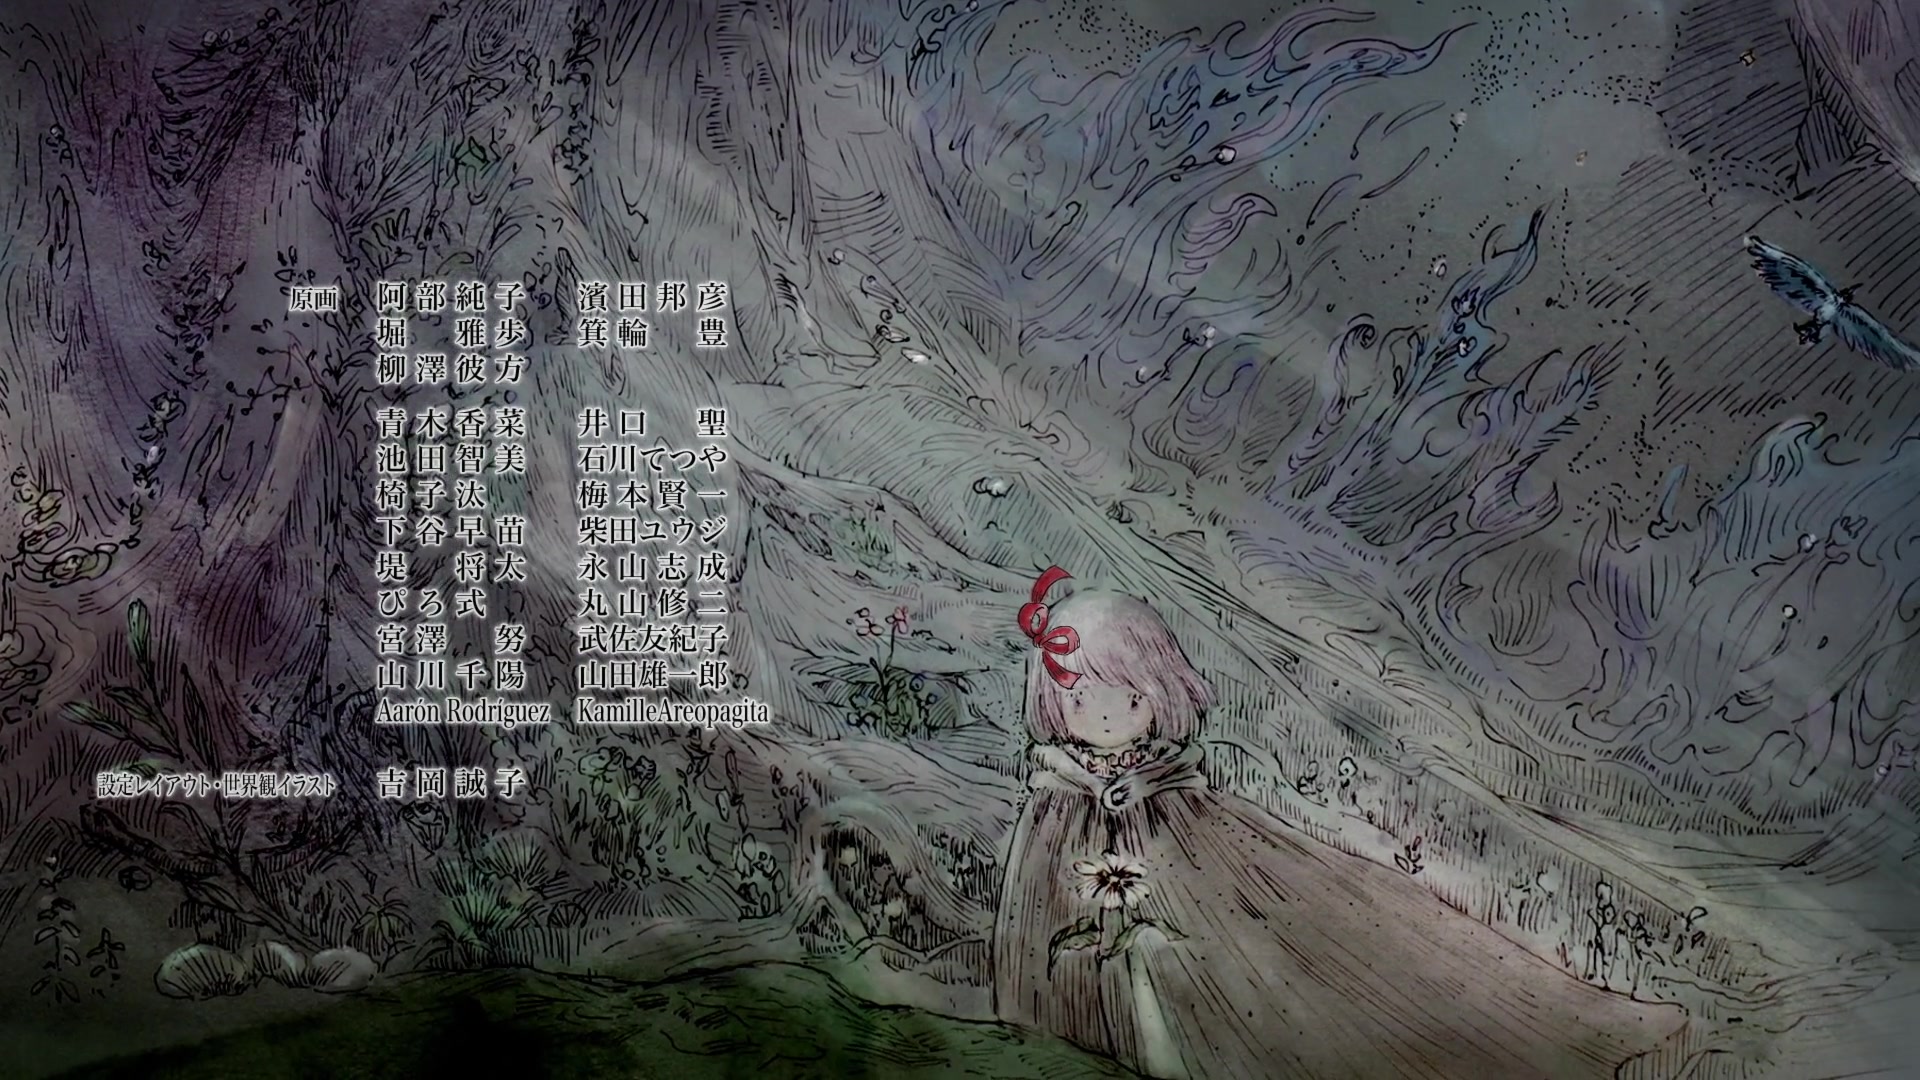 原画 阿部純子 濱田邦彦
堀 雅歩 箕輪 豊
柳澤彼方
青木香菜 井口 聖
池田智美 石川てつや
椅子汰 梅本賢一
下谷早苗 柴田ユウジ
堤 将太 永山志成
ぴろ式 丸山修二
宮澤 努 武佐友紀子
山川千陽 山田雄一郎
Aarón Rodríguez KamilleAreopagita
設定レイアウト・世界観イラスト 吉岡誠子